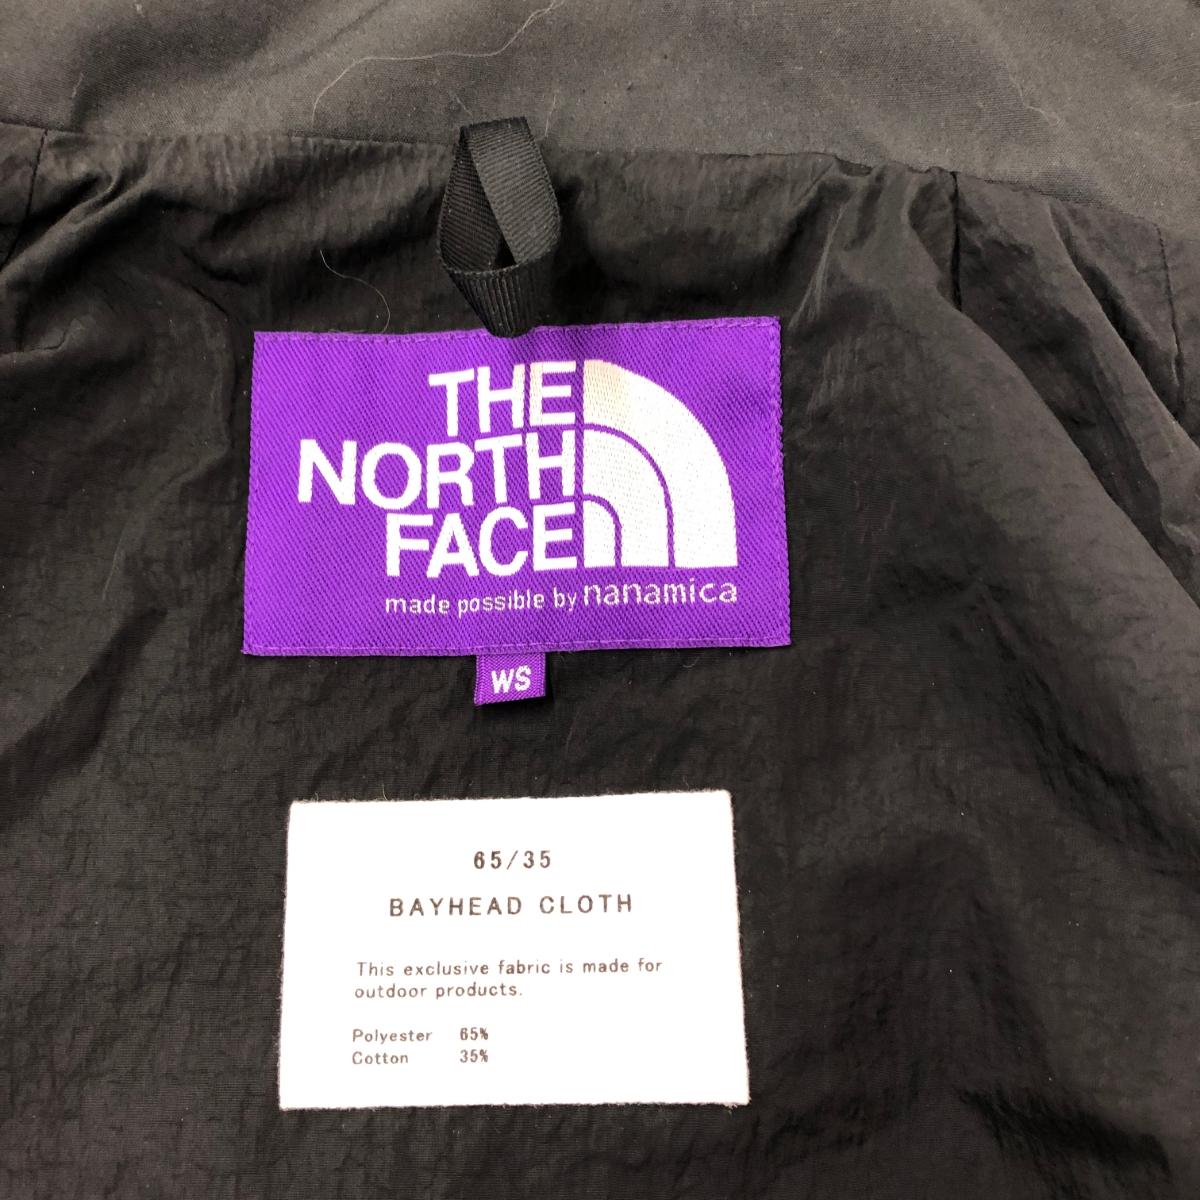 THE
NORTH
FACE
made possible by nanamica
WS
65/35
BAYHEAD CLOTH
This exclusive fabric is made for
outdoor products.
Polyester 65%
Cotton 35%